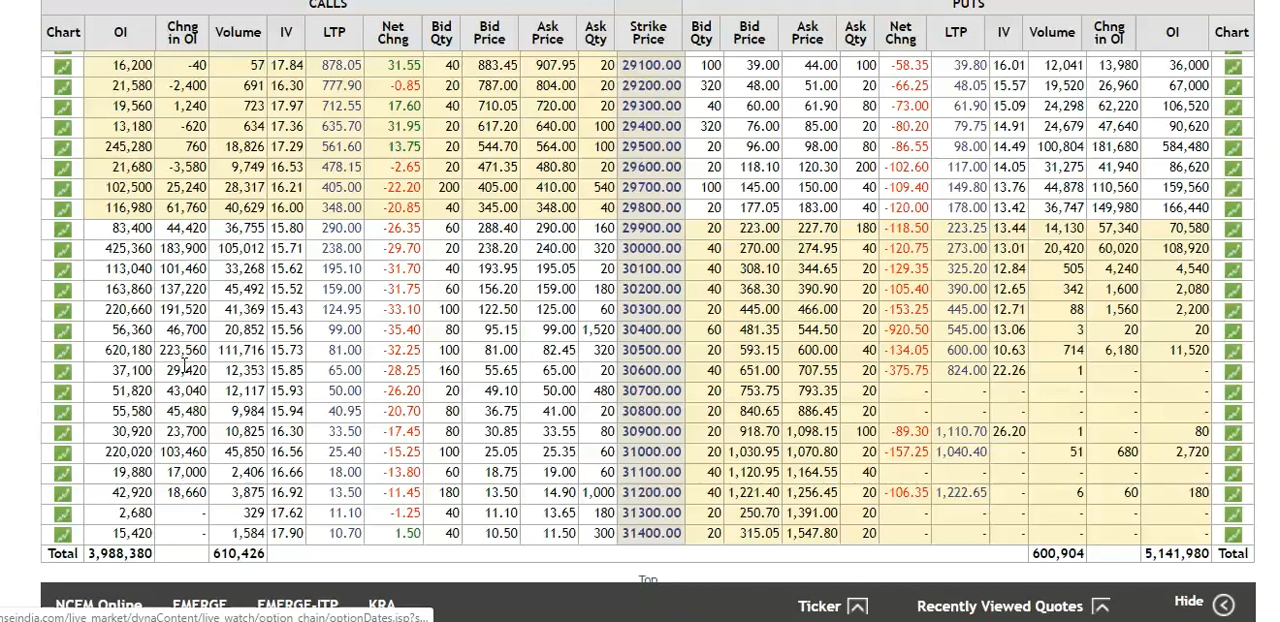 CALLS PUTS
Chart OI Chng in OI Volume IV LTP Net Chng Bid Qty Bid Price Ask Price Ask Qty Strike Price Bid Qty Bid Price Ask Price Ask Qty Net Chng LTP IV Volume Chng in OI OI Chart
16,200 -40 57 17.84 878.05 31.55 40 883.45 907.95 20 29100.00 100 39.00 44.00 100 -58.35 39.80 16.01 12,041 13,980 36,000
21,580 -2,400 691 16.30 777.90 -0.85 20 787.00 804.00 20 29200.00 320 48.00 51.00 20 -66.25 48.05 15.57 19,520 26,960 67,000
19,560 1,240 723 17.97 712.55 17.60 40 710.05 720.00 20 29300.00 40 60.00 61.90 80 -73.00 61.90 15.09 24,298 62,220 106,520
13,180 -620 634 17.36 635.70 31.95 20 617.20 640.00 100 29400.00 320 76.00 85.00 20 -80.20 79.75 14.91 24,679 47,640 90,620
245,280 760 18,826 17.29 561.60 13.75 20 544.70 564.00 100 29500.00 20 96.00 98.00 80 -86.55 98.00 14.49 100,804 181,680 584,480
21,680 -3,580 9,749 16.53 478.15 -2.65 20 471.35 480.80 20 29600.00 20 118.10 120.30 200 -102.60 117.00 14.05 31,275 41,940 86,620
102,500 25,240 28,317 16.21 405.00 -22.20 200 405.00 410.00 540 29700.00 100 145.00 150.00 40 -109.40 149.80 13.76 44,878 110,560 159,560
116,980 61,760 40,629 16.00 348.00 -20.85 40 345.00 348.00 40 29800.00 20 177.05 183.00 40 -120.00 178.00 13.42 36,747 149,980 166,440
83,400 44,420 36,755 15.80 290.00 -26.35 60 288.40 290.00 160 29900.00 20 223.00 227.70 180 -118.50 223.25 13.44 14,130 57,340 70,580
425,360 183,900 105,012 15.71 238.00 -29.70 20 238.20 240.00 320 30000.00 40 270.00 274.95 40 -120.75 273.00 13.01 20,420 60,020 108,920
113,040 101,460 33,268 15.62 195.10 -31.70 40 193.95 195.05 20 30100.00 40 308.10 344.65 20 -129.35 325.20 12.84 505 4,240 4,540
163,860 137,220 45,492 15.52 159.00 -31.75 60 156.20 159.00 180 30200.00 40 368.30 390.90 20 -105.40 390.00 12.65 342 1,600 2,080
220,660 191,520 41,369 15.43 124.95 -33.10 100 122.50 125.00 60 30300.00 20 445.00 466.00 20 -153.25 445.00 12.71 88 1,560 2,200
56,360 46,700 20,852 15.56 99.00 -35.40 80 95.15 99.00 1,520 30400.00 60 481.35 544.50 20 -920.50 545.00 13.06 3 20 20
620,180 223,560 111,716 15.73 81.00 -32.25 100 81.00 82.45 320 30500.00 20 593.15 600.00 40 -134.05 600.00 10.63 714 6,180 11,520
37,100 29,420 12,353 15.85 65.00 -28.25 160 55.65 65.00 20 30600.00 40 651.00 707.55 20 -375.75 824.00 22.26 1 - -
51,820 43,040 12,117 15.93 50.00 -26.20 20 49.10 50.00 480 30700.00 20 753.75 793.35 20 - - - - - -
55,580 45,480 9,984 15.94 40.95 -20.70 80 36.75 41.00 20 30800.00 20 840.65 886.45 20 - - - - - -
30,920 23,700 10,825 16.30 33.50 -17.45 80 30.85 33.55 80 30900.00 20 918.70 1,098.15 100 -89.30 1,110.70 26.20 1 - 80
220,020 103,460 45,850 16.56 25.40 -15.25 100 25.05 25.35 60 31000.00 20 1,030.95 1,070.80 20 -157.25 1,040.40 - 51 680 2,720
19,880 17,000 2,406 16.66 18.00 -13.80 60 18.75 19.00 60 31100.00 40 1,120.95 1,164.55 40 - - - - - -
42,920 18,660 3,875 16.92 13.50 -11.45 180 13.50 14.90 1,000 31200.00 40 1,221.40 1,256.45 20 -106.35 1,222.65 - 6 60 180
2,680 - 329 17.62 11.10 -1.25 40 11.10 13.65 180 31300.00 20 250.70 1,391.00 20 - - - - - -
15,420 - 1,584 17.90 10.70 1.50 40 10.50 11.50 300 31400.00 20 315.05 1,547.80 20 - - - - - -
Total 3,988,380 610,426 600,904 5,141,980 Total
Top
NCFM Online EMERGE EMERGE-ITP KRA Ticker Recently Viewed Quotes Hide
nseindia.com/live_market/dynaContent/live_watch/option_chain/optionDates.jsp?s...